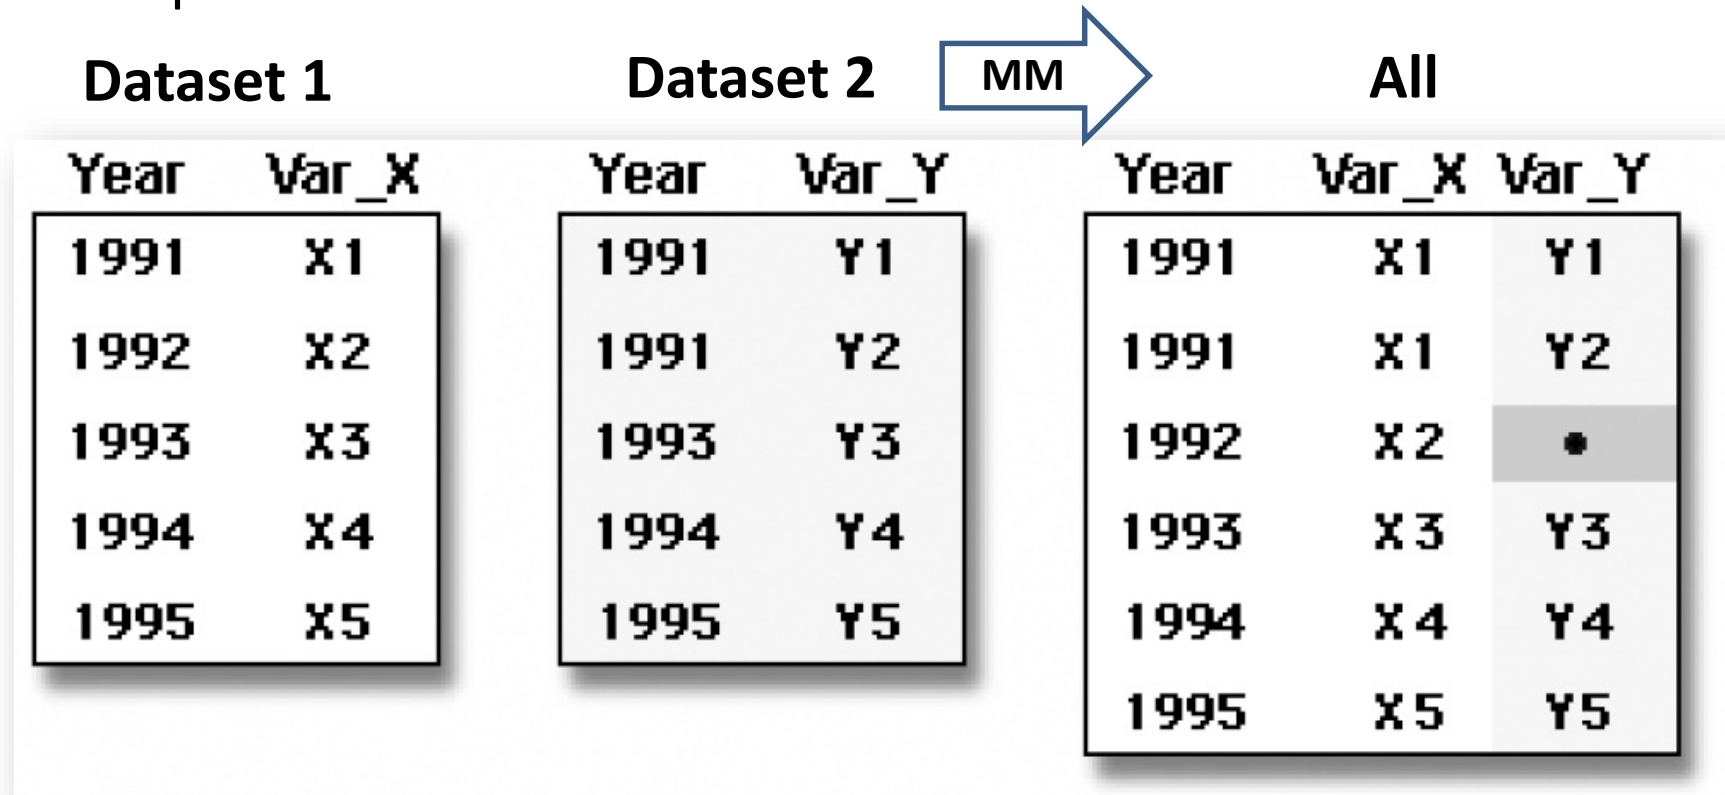 Dataset 1 Dataset 2 MM All
Year Var_X Year Var_Y Year Var_X Var_Y
1991 X1 1991 Y1 1991 X1 Y1
1992 X2 1991 Y2 1991 X1 Y2
1993 X3 1993 Y3 1992 X2 •
1994 X4 1994 Y4 1993 X3 Y3
1995 X5 1995 Y5 1994 X4 Y4
1995 X5 Y5